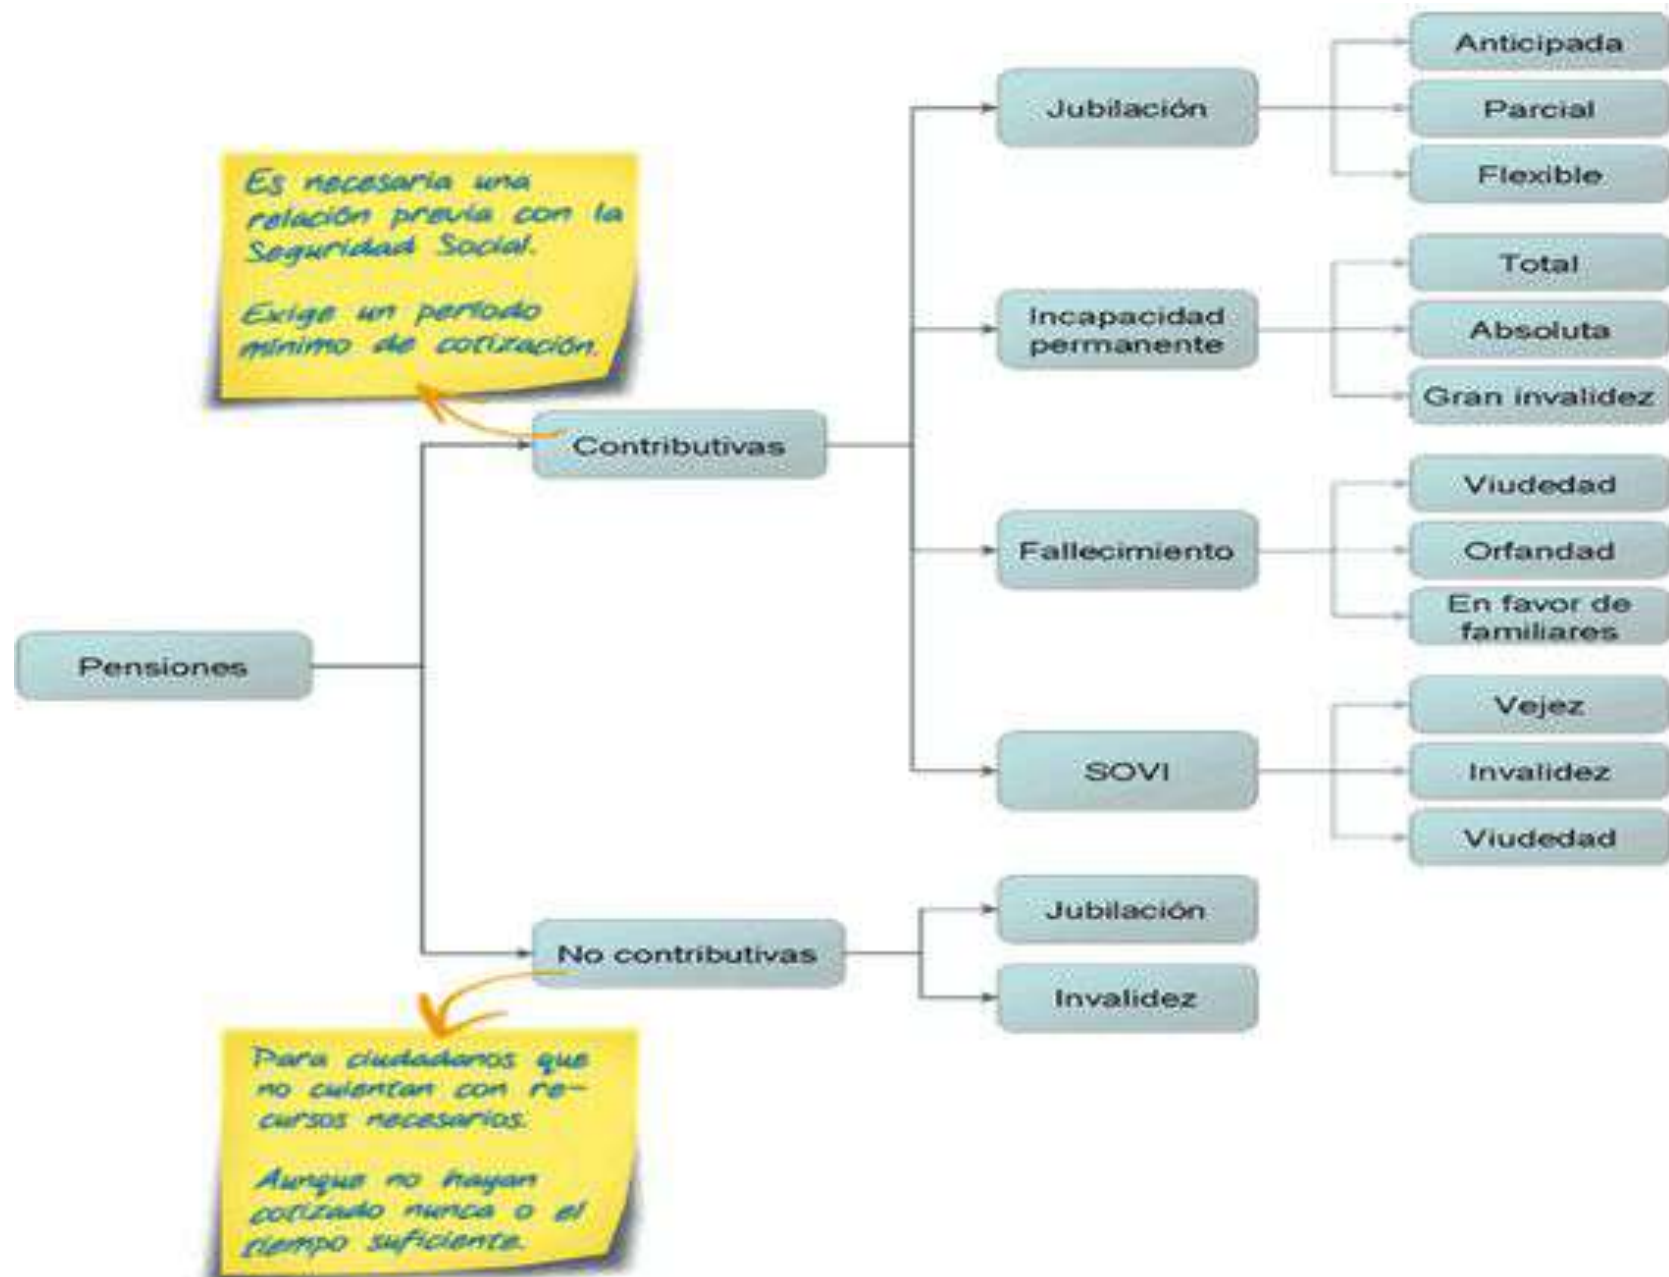 Pensiones
Es necesaria una
relación previa con la
Seguridad Social.
Exige un período
mínimo de cotización.
Contributivas
Jubilación
Anticipada
Parcial
Flexible
Incapacidad
permanente
Total
Absoluta
Gran invalidez
Fallecimiento
Viudedad
Orfandad
En favor de
familiares
SOVI
Vejez
Invalidez
Viudedad
No contributivas
Jubilación
Invalidez
Para ciudadanos que
no cuentan con re-
cursos necesarios.
Aunque no hayan
cotizado nunca o el
tiempo suficiente.